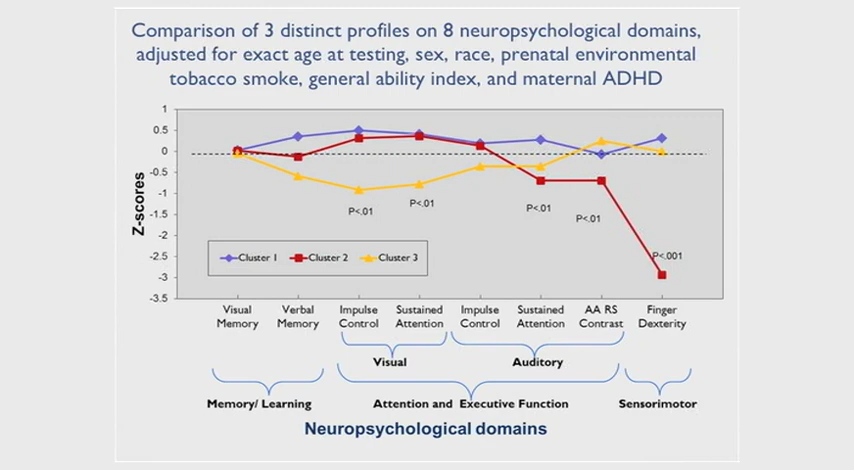 Comparison of 3 distinct profiles on 8 neuropsychological domains,
adjusted for exact age at testing, sex, race, prenatal environmental
tobacco smoke, general ability index, and maternal ADHD
1
0.5
0
-0.5
-1
-1.5
-2
-2.5
-3
-3.5
Z-scores
P<.01
P<.01
P<.01
P<.01
P<.001
Cluster 1 Cluster 2 Cluster 3
Visual Verbal Impulse Sustained Impulse Sustained AA RS Finger
Memory Memory Control Attention Control Attention Contrast Dexterity
Visual Auditory
Memory/ Learning Attention and Executive Function Sensorimotor
Neuropsychological domains